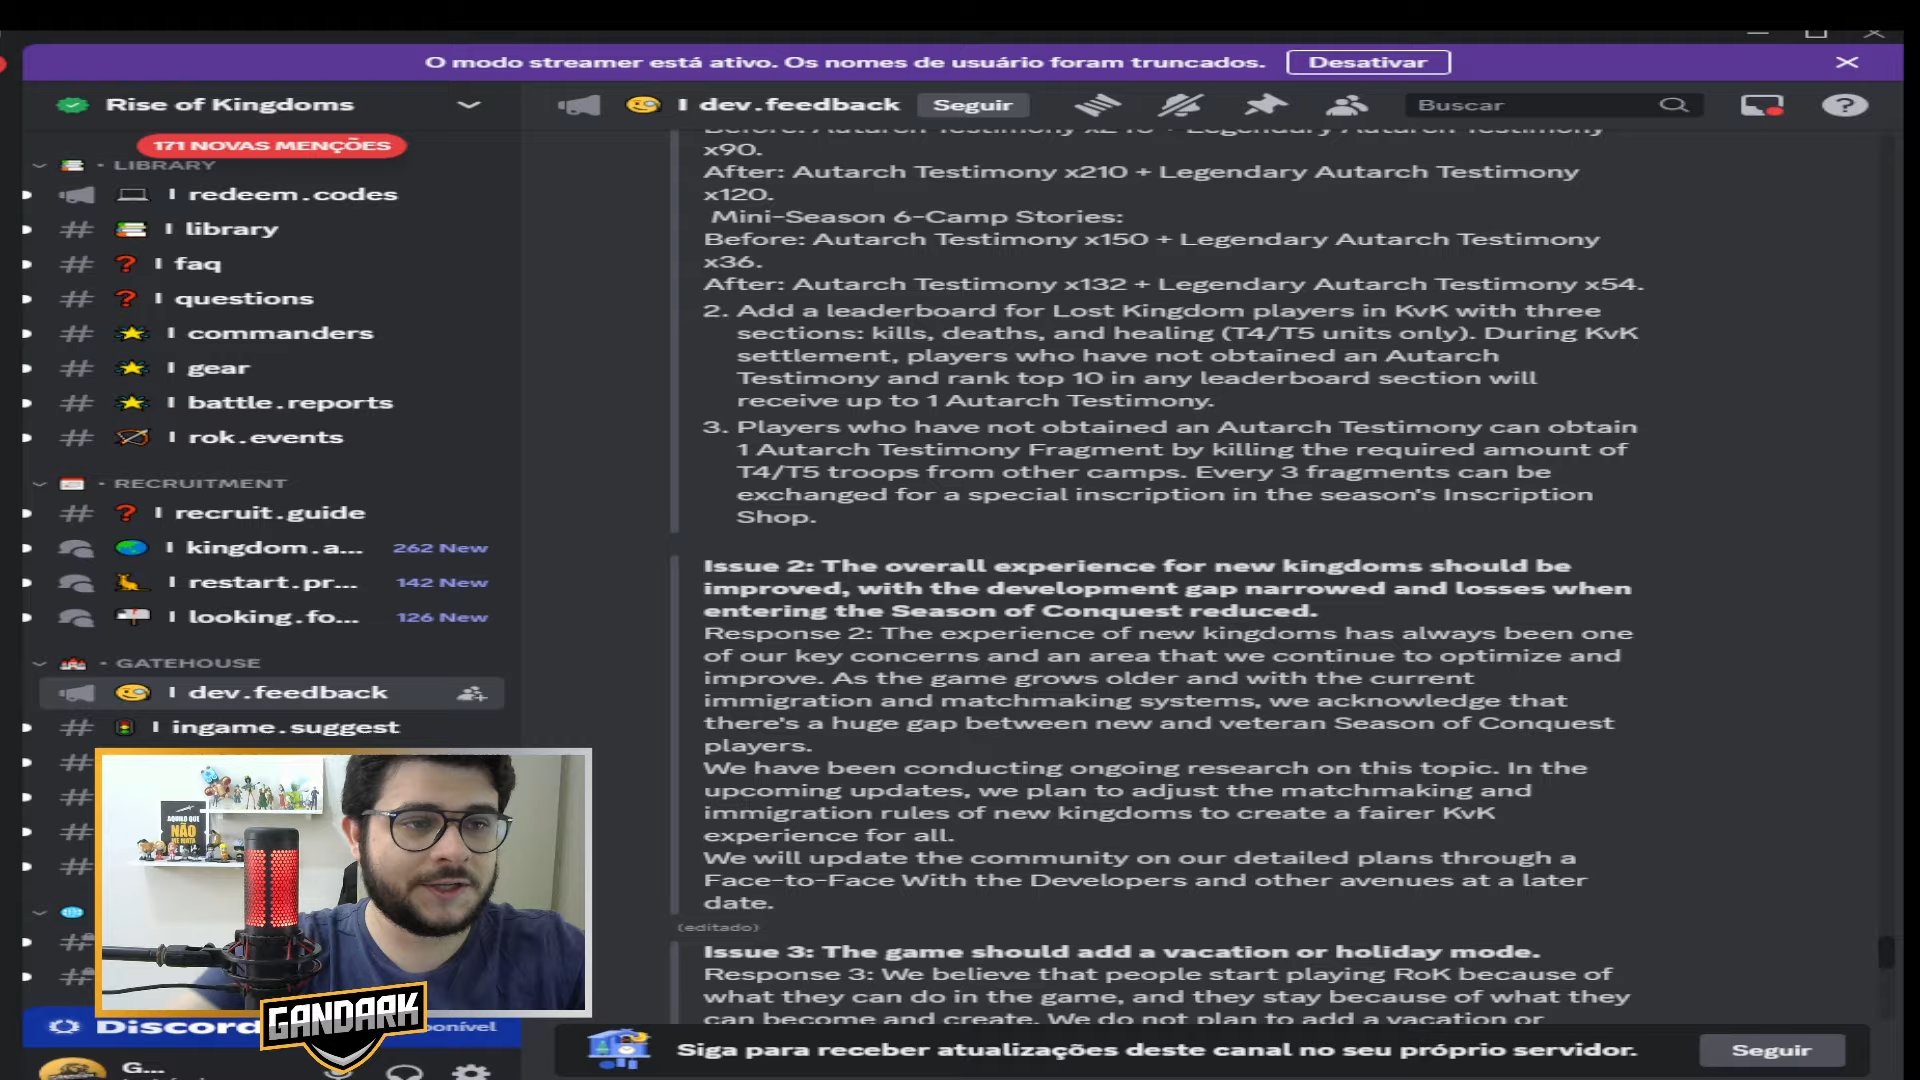 O modo streamer está ativo. Os nomes de usuário foram truncados.
Desativar
Rise of Kingdoms
171 NOVAS MENÇÕES
LIBRARY
redeem.codes
library
faq
questions
commanders
gear
battle.reports
rok.events
RECRUITMENT
recruit.guide
kingdom.a... 262 New
restart.pr... 142 New
looking.fo... 126 New
GATEHOUSE
dev.feedback
ingame.suggest
dev.feedback
Seguir
Buscar
x90.
After: Autarch Testimony x210 + Legendary Autarch Testimony
x120.
Mini-Season 6-Camp Stories:
Before: Autarch Testimony x150 + Legendary Autarch Testimony
x36.
After: Autarch Testimony x132 + Legendary Autarch Testimony x54.
2. Add a leaderboard for Lost Kingdom players in KvK with three
sections: kills, deaths, and healing (T4/T5 units only). During KvK
settlement, players who have not obtained an Autarch
Testimony and rank top 10 in any leaderboard section will
receive up to 1 Autarch Testimony.
3. Players who have not obtained an Autarch Testimony can obtain
1 Autarch Testimony Fragment by killing the required amount of
T4/T5 troops from other camps. Every 3 fragments can be
exchanged for a special inscription in the season's Inscription
Shop.
Issue 2: The overall experience for new kingdoms should be
improved, with the development gap narrowed and losses when
entering the Season of Conquest reduced.
Response 2: The experience of new kingdoms has always been one
of our key concerns and an area that we continue to optimize and
improve. As the game grows older and with the current
immigration and matchmaking systems, we acknowledge that
there's a huge gap between new and veteran Season of Conquest
players.
We have been conducting ongoing research on this topic. In the
upcoming updates, we plan to adjust the matchmaking and
immigration rules of new kingdoms to create a fairer KvK
experience for all.
We will update the community on our detailed plans through a
Face-to-Face With the Developers and other avenues at a later
date.
(editado)
Issue 3: The game should add a vacation or holiday mode.
Response 3: We believe that people start playing RoK because of
what they can do in the game, and they stay because of what they
can become and create. We do not plan to add a vacation or
Siga para receber atualizações deste canal no seu próprio servidor.
Seguir
AQUILO QUE
NÃO
GANDARK
Discord
G...